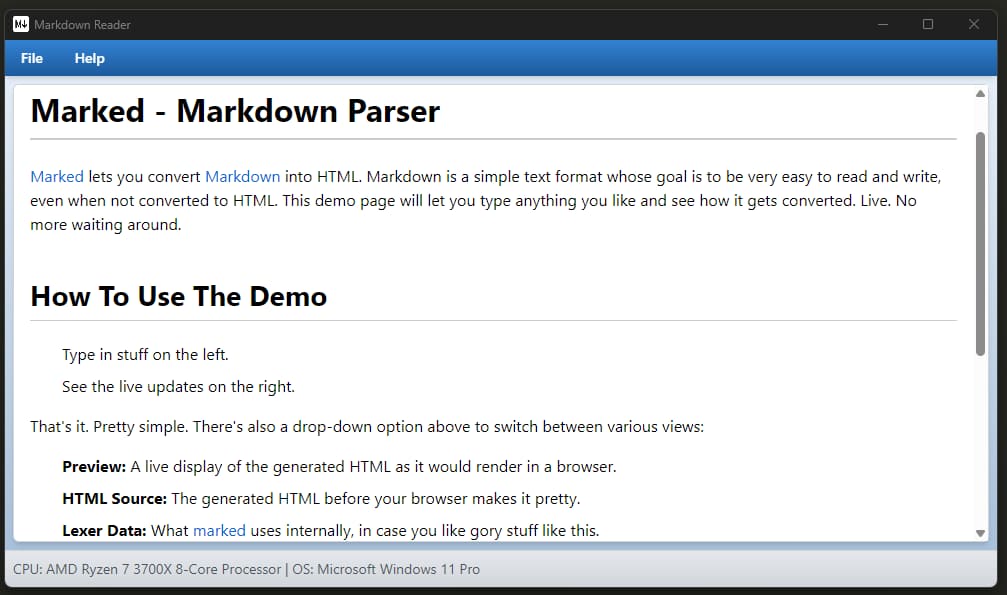 M↓ Markdown Reader
File Help
Marked - Markdown Parser
Marked lets you convert Markdown into HTML. Markdown is a simple text format whose goal is to be very easy to read and write,
even when not converted to HTML. This demo page will let you type anything you like and see how it gets converted. Live. No
more waiting around.
How To Use The Demo
Type in stuff on the left.
See the live updates on the right.
That's it. Pretty simple. There's also a drop-down option above to switch between various views:
Preview: A live display of the generated HTML as it would render in a browser.
HTML Source: The generated HTML before your browser makes it pretty.
Lexer Data: What marked uses internally, in case you like gory stuff like this.
CPU: AMD Ryzen 7 3700X 8-Core Processor | OS: Microsoft Windows 11 Pro